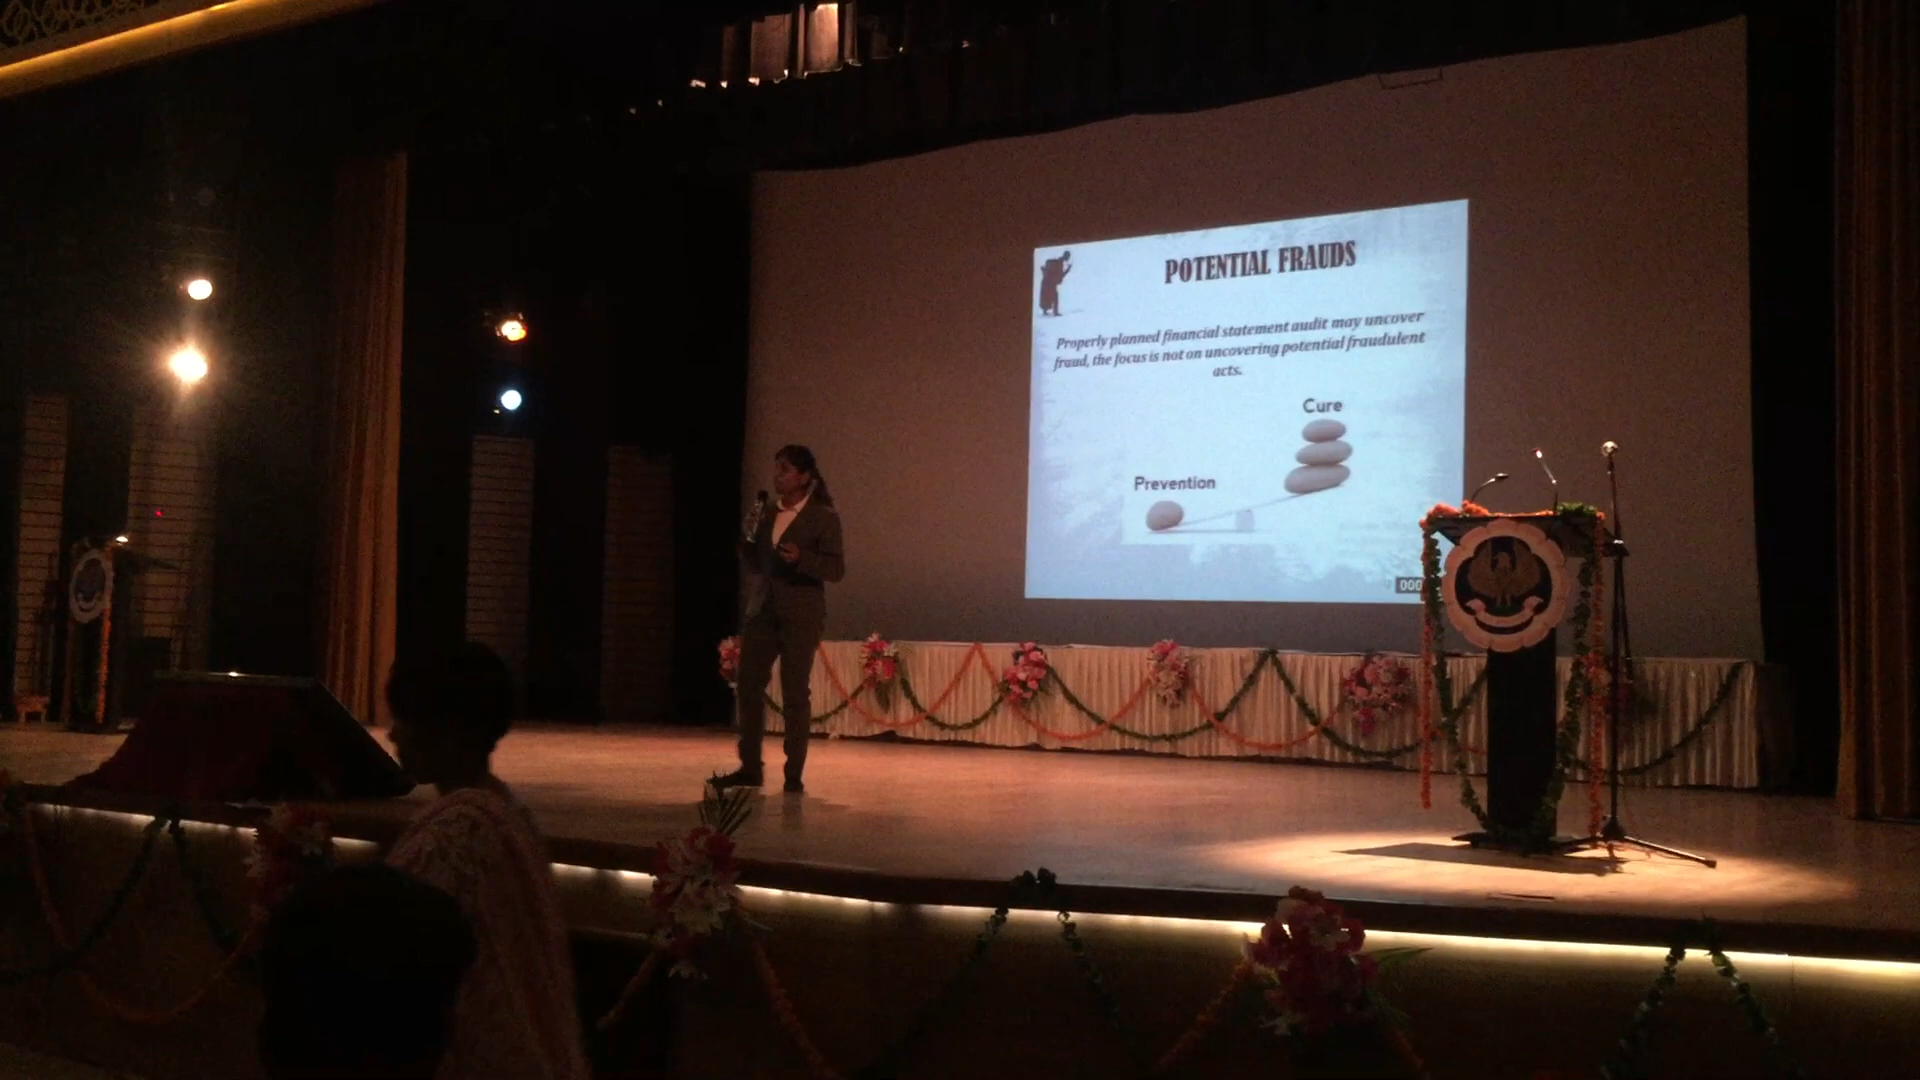 POTENTIAL FRAUDS
Properly planned financial statement audit may uncover
fraud, the focus is not on uncovering potential fraudulent
acts.
Cure
Prevention
000